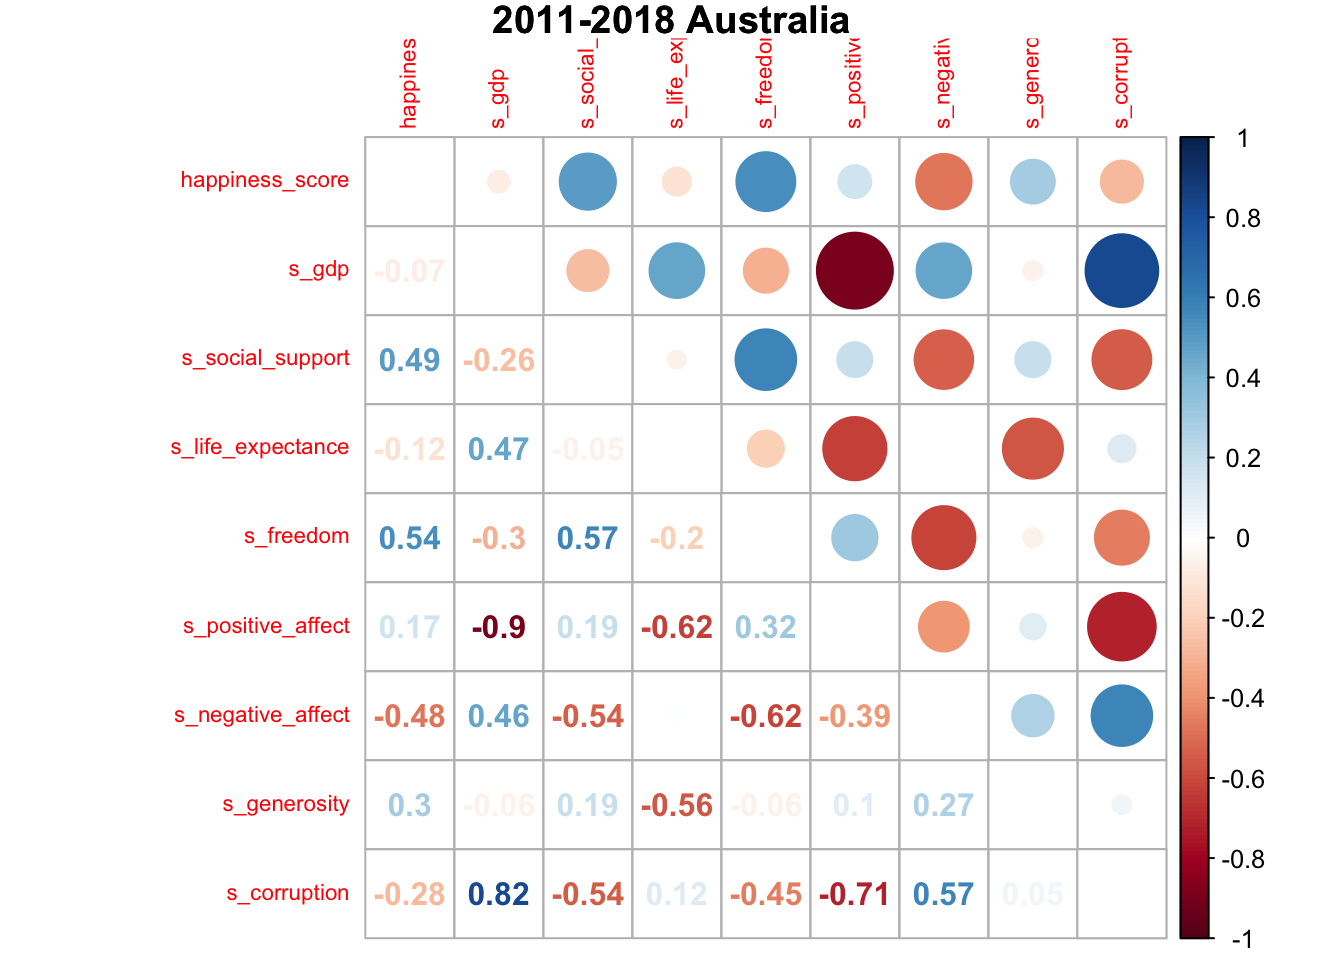 2011-2018 Australia
happines s_gdp s_social_ s_life_exp s_freedor s_positive s_negativ s_genero s_corrupt
happiness_score
s_gdp -0.07
s_social_support 0.49 -0.26
s_life_expectance -0.12 0.47 -0.05
s_freedom 0.54 -0.3 0.57 -0.2
s_positive_affect 0.17 -0.9 0.19 -0.62 0.32
s_negative_affect -0.48 0.46 -0.54 -0.62 -0.39
s_generosity 0.3 -0.06 0.19 -0.56 -0.06 0.1 0.27
s_corruption -0.28 0.82 -0.54 0.12 -0.45 -0.71 0.57 0.05
1
0.8
0.6
0.4
0.2
0
-0.2
-0.4
-0.6
-0.8
-1